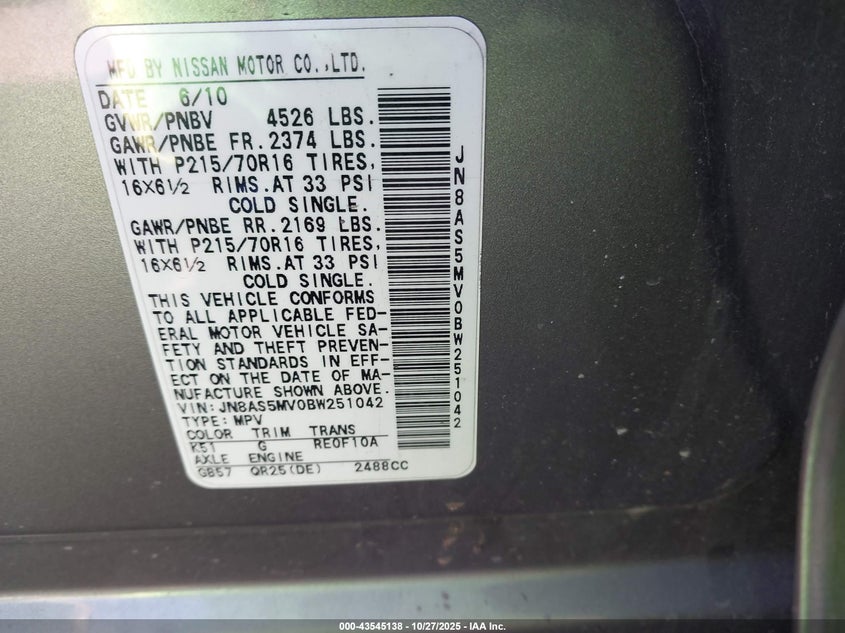 MFD BY NISSAN MOTOR CO.,LTD.
DATE 6/10
GVWR/PNBV 4526 LBS.
GAWR/PNBE FR.2374 LBS.
WITH P215/70R16 TIRES,
16X6½ RIMS.AT 33 PSI
COLD SINGLE.
GAWR/PNBE RR.2169 LBS.
WITH P215/70R16 TIRES,
16X6½ RIMS.AT 33 PSI
COLD SINGLE.
THIS VEHICLE CONFORMS
TO ALL APPLICABLE FED-
ERAL MOTOR VEHICLE SA-
FETY AND THEFT PREVEN-
TION STANDARDS IN EFF-
ECT ON THE DATE OF MA-
NUFACTURE SHOWN ABOVE.
VIN: JN8AS5MV0BW251042
TYPE: MPV
COLOR TRIM TRANS
K51 G RE0F10A
AXLE ENGINE
GB57 QR25(DE) 2488CC
JN8AS5MV0BW251042
000-43545138 - 10/27/2025 - IAA Inc.